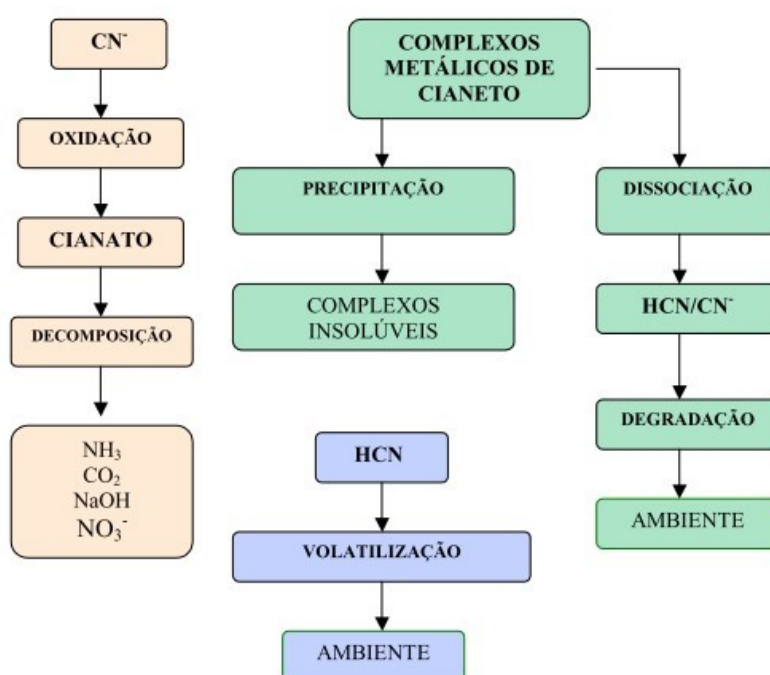 CN⁻
OXIDAÇÃO
CIANATO
DECOMPOSIÇÃO
NH₃
CO₂
NaOH
NO₃⁻
COMPLEXOS
METÁLICOS DE
CIANETO
PRECIPITAÇÃO
COMPLEXOS
INSOLÚVEIS
DISSOCIAÇÃO
HCN/CN⁻
DEGRADAÇÃO
AMBIENTE
HCN
VOLATILIZAÇÃO
AMBIENTE